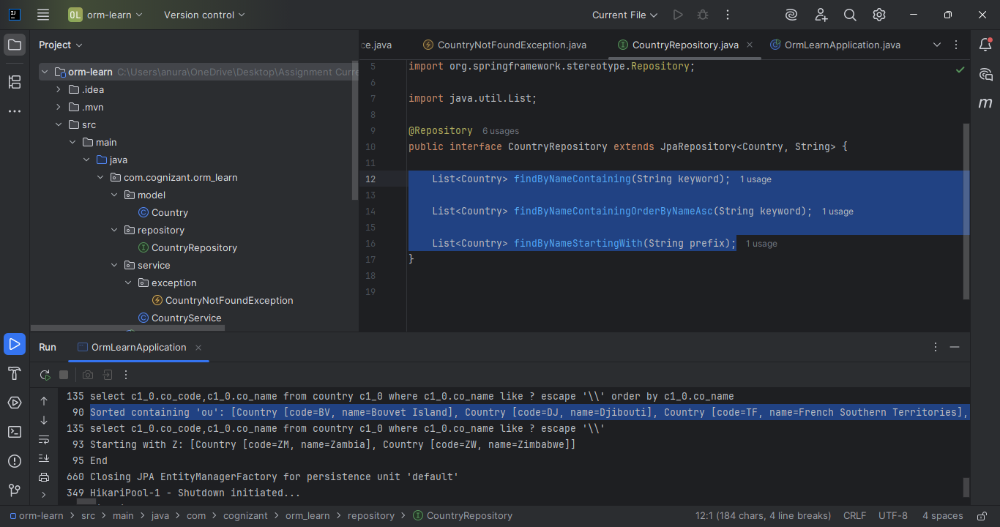 OL orm-learn Version control Current File
Project
orm-learn C:\Users\anura\OneDrive\Desktop\Assignment Curre
.idea
.mvn
src
main
java
com.cognizant.orm_learn
model
Country
repository
CountryRepository
service
exception
CountryNotFoundException
CountryService
ce.java CountryNotFoundException.java CountryRepository.java OrmLearnApplication.java
5 import org.springframework.stereotype.Repository;
6
7 import java.util.List;
8
9 @Repository 6 usages
10 public interface CountryRepository extends JpaRepository<Country, String> {
11
12 List<Country> findByNameContaining(String keyword); 1 usage
13
14 List<Country> findByNameContainingOrderByNameAsc(String keyword); 1 usage
15
16 List<Country> findByNameStartingWith(String prefix); 1 usage
17 }
18
19
Run OrmLearnApplication
135 select c1_0.co_code,c1_0.co_name from country c1_0 where c1_0.co_name like ? escape '\\' order by c1_0.co_name
90 Sorted containing 'ou': [Country [code=BV, name=Bouvet Island], Country [code=DJ, name=Djibouti], Country [code=TF, name=French Southern Territories],
135 select c1_0.co_code,c1_0.co_name from country c1_0 where c1_0.co_name like ? escape '\\'
93 Starting with Z: [Country [code=ZM, name=Zambia], Country [code=ZW, name=Zimbabwe]]
95 End
660 Closing JPA EntityManagerFactory for persistence unit 'default'
349 HikariPool-1 - Shutdown initiated...
orm-learn > src > main > java > com > cognizant > orm_learn > repository > CountryRepository 12:1 (184 chars, 4 line breaks) CRLF UTF-8 4 spaces